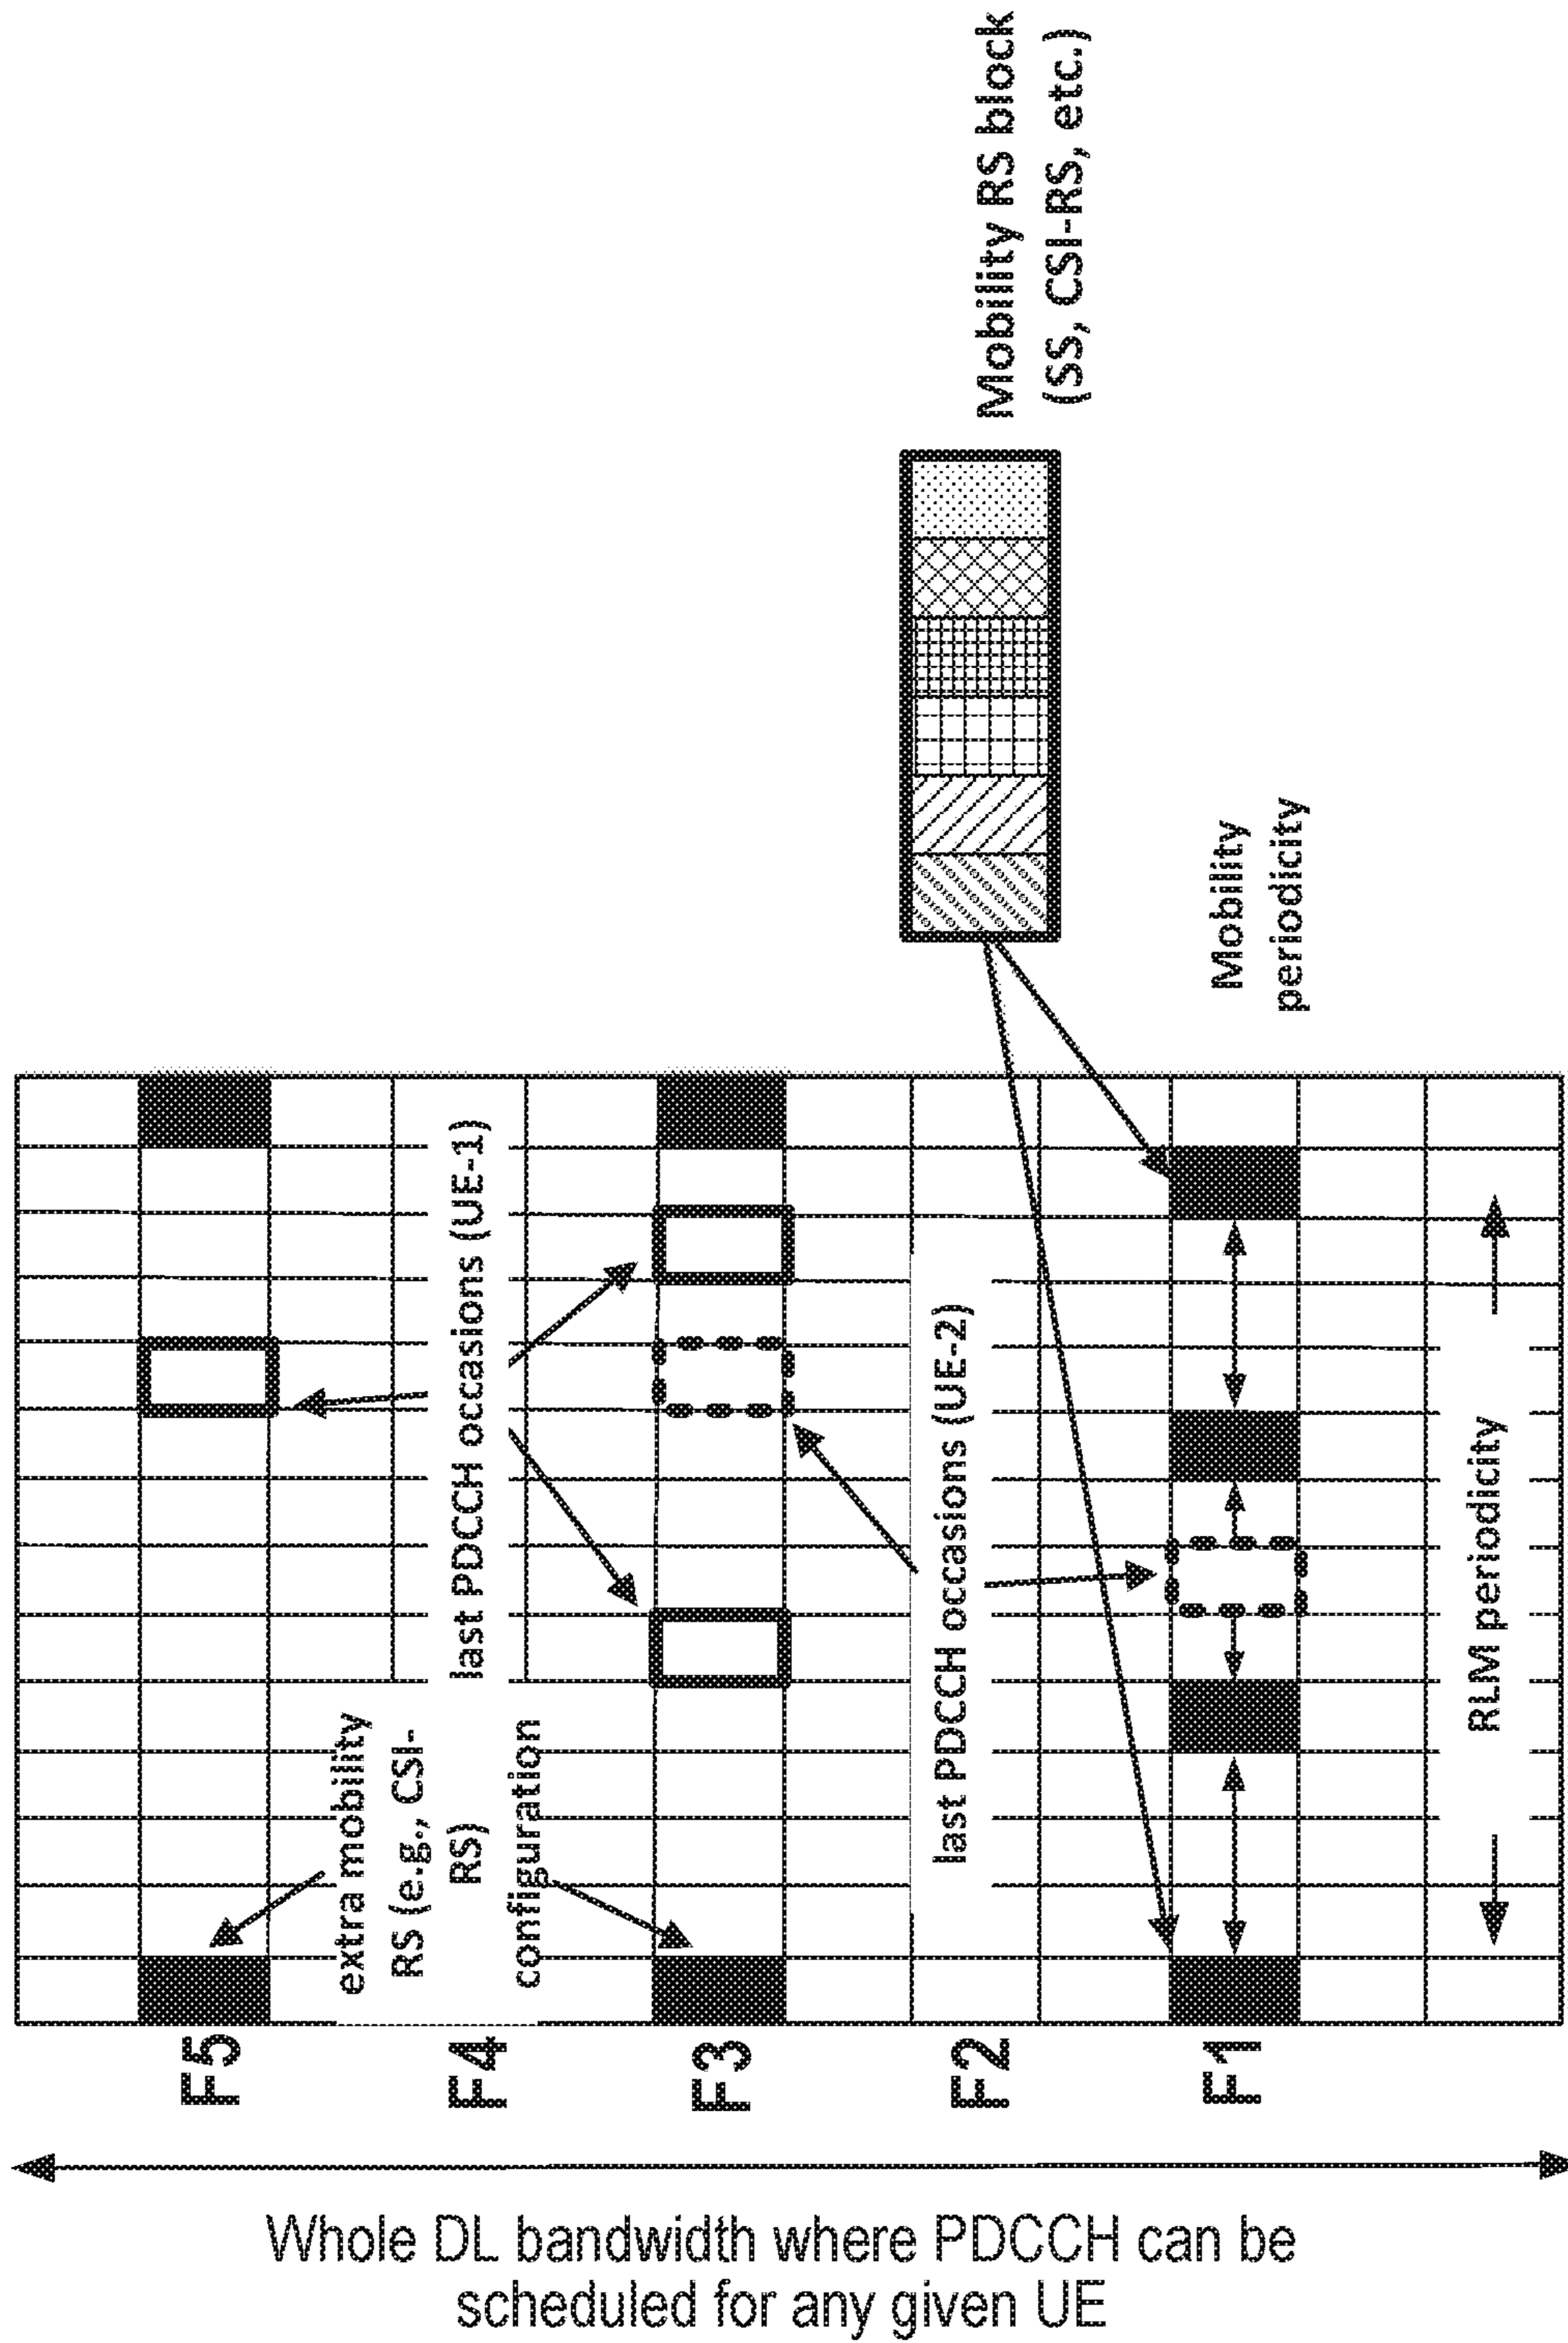 Whole DL bandwidth where PDCCH can be
scheduled for any given UE
F5
F4
F3
F2
F1
extra mobility
RS (e.g., CSI-
RS)
configuration
last PDCCH occasions (UE-1)
last PDCCH occasions (UE-2)
RLM periodicity
Mobility
periodicity
Mobility RS block
(SS, CSI-RS, etc.)